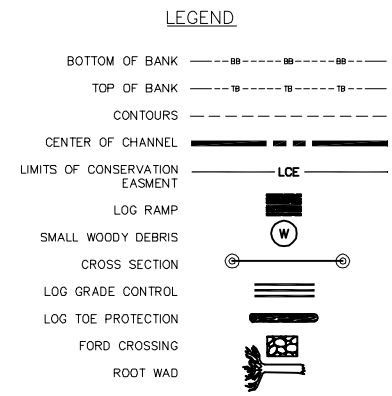 LEGEND
BOTTOM OF BANK BB BB BB
TOP OF BANK TB TB TB
CONTOURS
CENTER OF CHANNEL
LIMITS OF CONSERVATION
EASMENT LCE
LOG RAMP
SMALL WOODY DEBRIS W
CROSS SECTION
LOG GRADE CONTROL
LOG TOE PROTECTION
FORD CROSSING
ROOT WAD